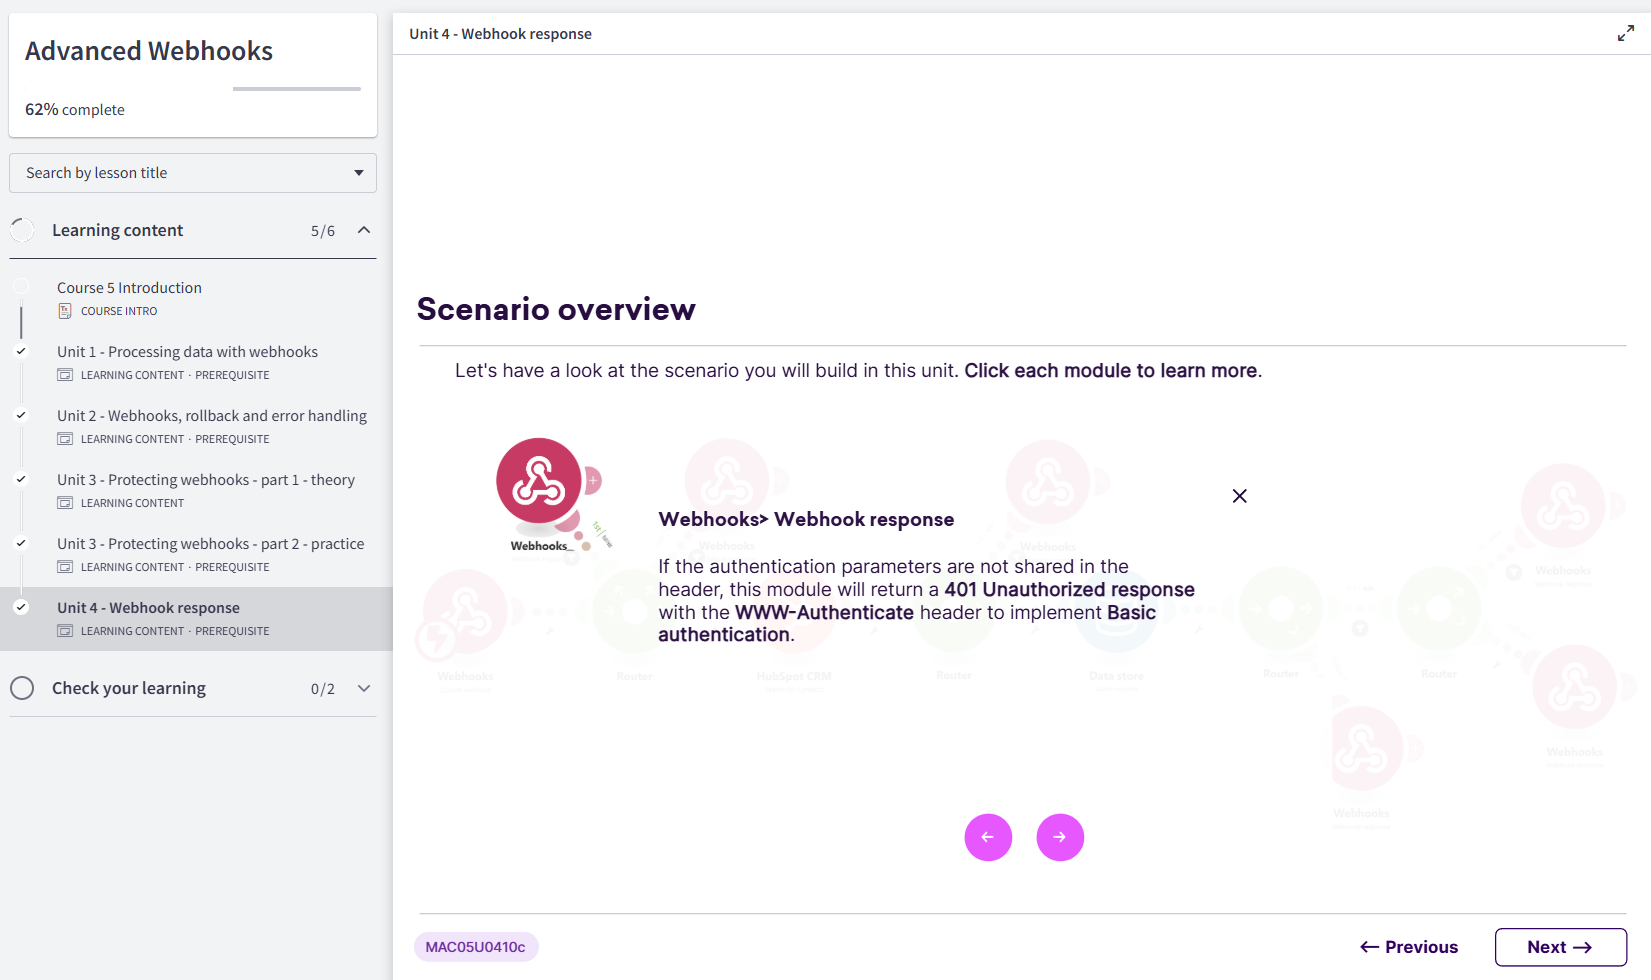 Advanced Webhooks
62% complete
Search by lesson title
Learning content 5/6
Course 5 Introduction
COURSE INTRO
Unit 1 - Processing data with webhooks
LEARNING CONTENT · PREREQUISITE
Unit 2 - Webhooks, rollback and error handling
LEARNING CONTENT · PREREQUISITE
Unit 3 - Protecting webhooks - part 1 - theory
LEARNING CONTENT
Unit 3 - Protecting webhooks - part 2 - practice
LEARNING CONTENT · PREREQUISITE
Unit 4 - Webhook response
LEARNING CONTENT · PREREQUISITE
Check your learning 0/2
Unit 4 - Webhook response
Scenario overview
Let's have a look at the scenario you will build in this unit. Click each module to learn more.
1st
Webhooks
Webhooks
Webhooks
Webhooks
Webhooks> Webhook response
If the authentication parameters are not shared in the
header, this module will return a 401 Unauthorized response
with the WWW-Authenticate header to implement Basic
authentication.
Webhooks
Router
HubSpot CRM
Router
Data store
Router
Router
Webhooks
Webhooks
MAC05U0410c
← Previous
Next →